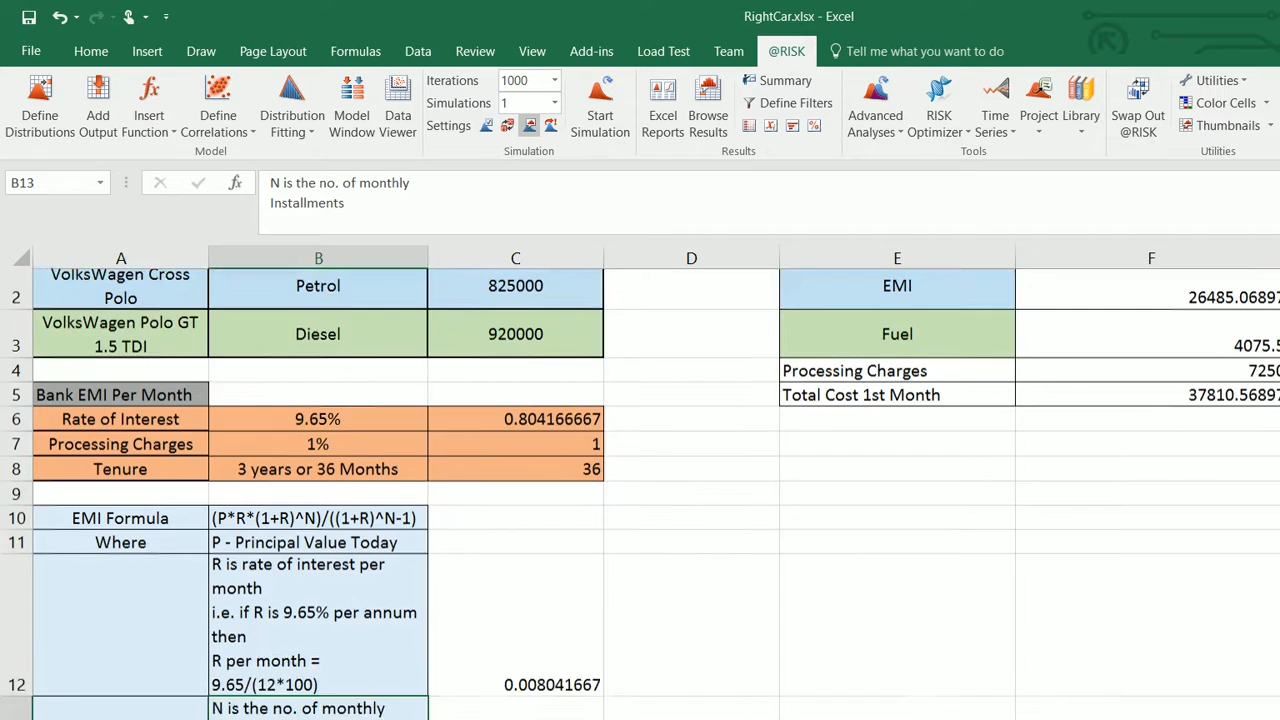 RightCar.xlsx - Excel
File Home Insert Draw Page Layout Formulas Data Review View Add-ins Load Test Team @RISK Tell me what you want to do
Define Distributions
Add Output
Insert Function
Define Correlations
Distribution Fitting
Model Window
Data Viewer
Model
Iterations 1000
Simulation 1
Settings
Start Simulation
Simulation
Excel Reports
Browse Results
Summary
Define Filters
Results
Advanced Analyses
RISK Optimizer
Time Series
Project
Library
Tools
Swap Out @RISK
Utilities
Color Cells
Thumbnails
Utilities
B13
fx
N is the no. of monthly
Installments
A B C D E F
2 VolksWagen Cross Polo Petrol 825000 EMI 26485.06897
3 VolksWagen Polo GT 1.5 TDI Diesel 920000 Fuel 4075.5
4 Processing Charges 7250
5 Bank EMI Per Month Total Cost 1st Month 37810.56897
6 Rate of Interest 9.65% 0.804166667
7 Processing Charges 1% 1
8 Tenure 3 years or 36 Months 36
9
10 EMI Formula (P*R*(1+R)^N)/((1+R)^N-1)
11 Where P - Principal Value Today
R is rate of interest per
month
i.e. if R is 9.65% per annum
then
R per month =
12 9.65/(12*100) 0.008041667
N is the no. of monthly